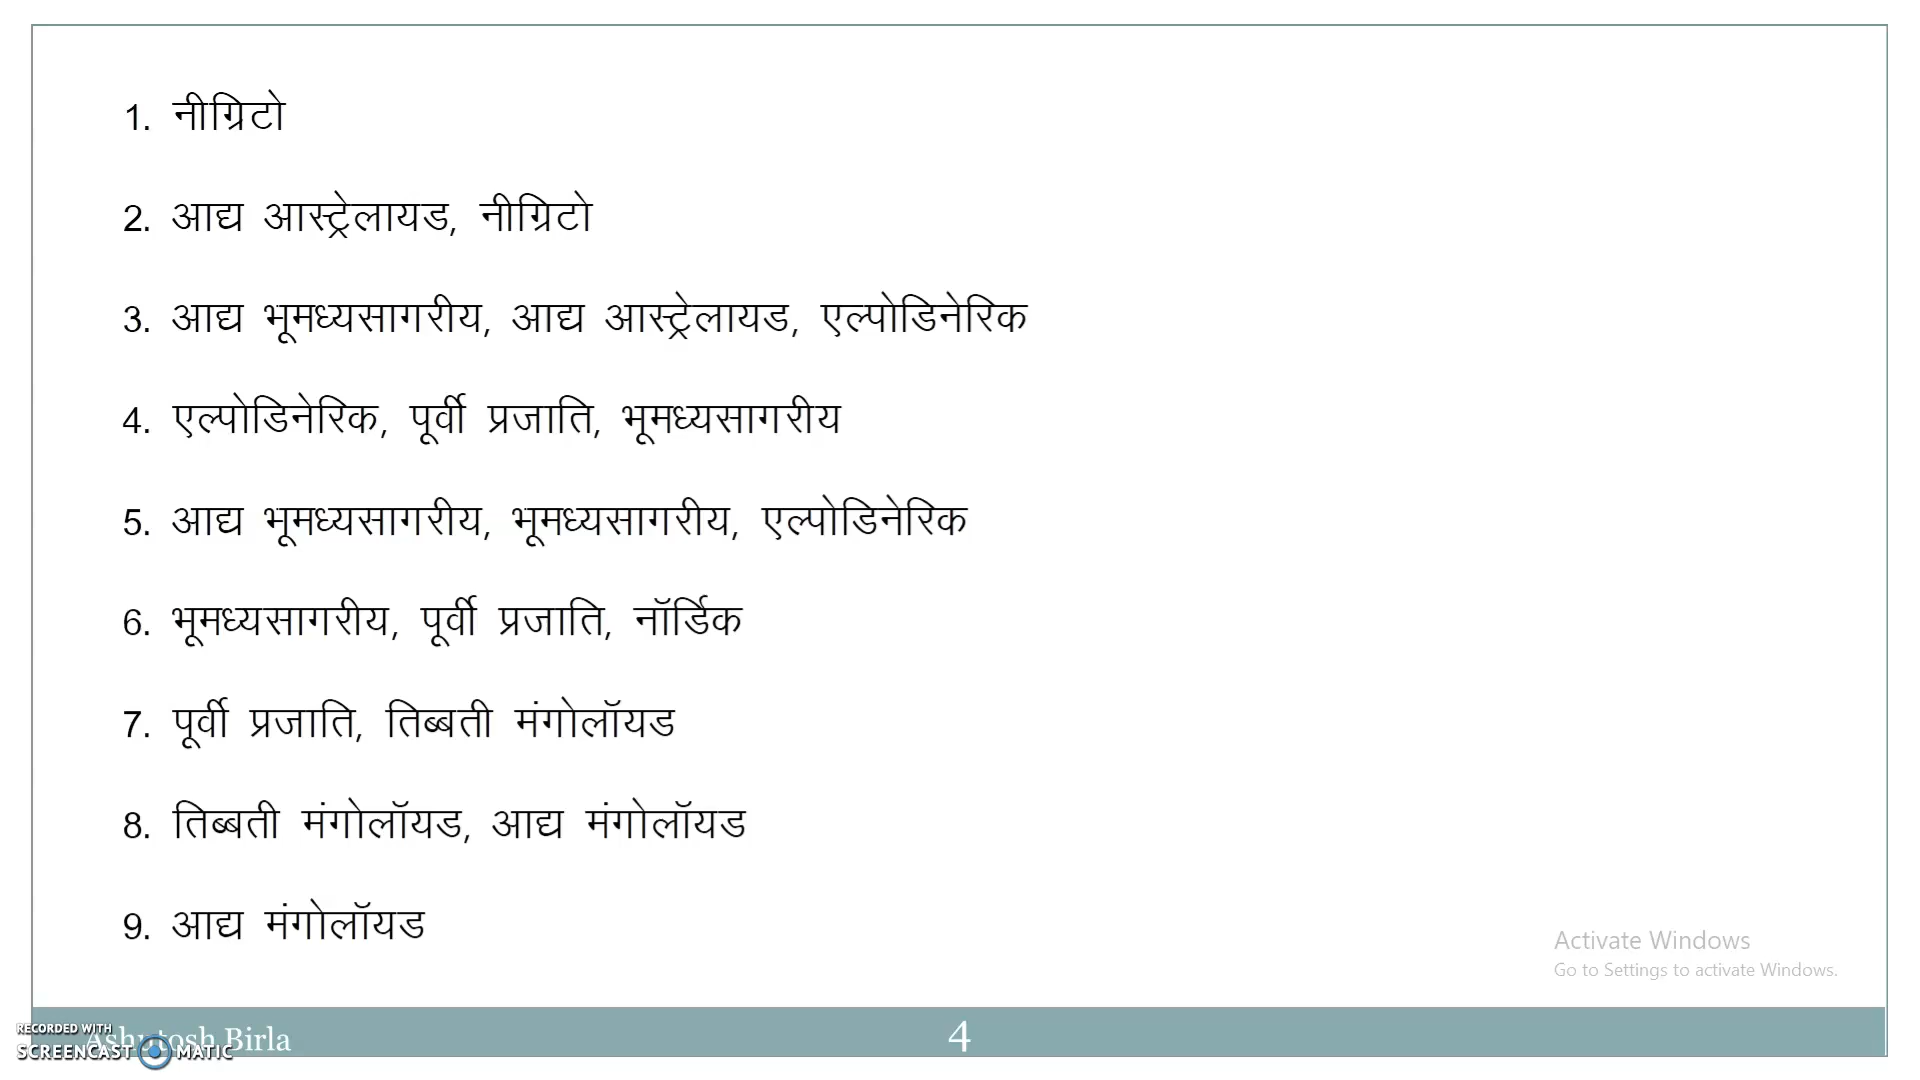 1. नीग्रिटो
2. आद्य आस्ट्रेलायड, नीग्रिटो
3. आद्य भूमध्यसागरीय, आद्य आस्ट्रेलायड, एल्पोडिनेरिक
4. एल्पोडिनेरिक, पूर्वी प्रजाति, भूमध्यसागरीय
5. आद्य भूमध्यसागरीय, भूमध्यसागरीय, एल्पोडिनेरिक
6. भूमध्यसागरीय, पूर्वी प्रजाति, नॉर्डिक
7. पूर्वी प्रजाति, तिब्बती मंगोलॉयड
8. तिब्बती मंगोलॉयड, आद्य मंगोलॉयड
9. आद्य मंगोलॉयड
Activate Windows
Go to Settings to activate Windows.
RECORDED WITH
Ashutosh Birla
4
SCREENCAST MATIC